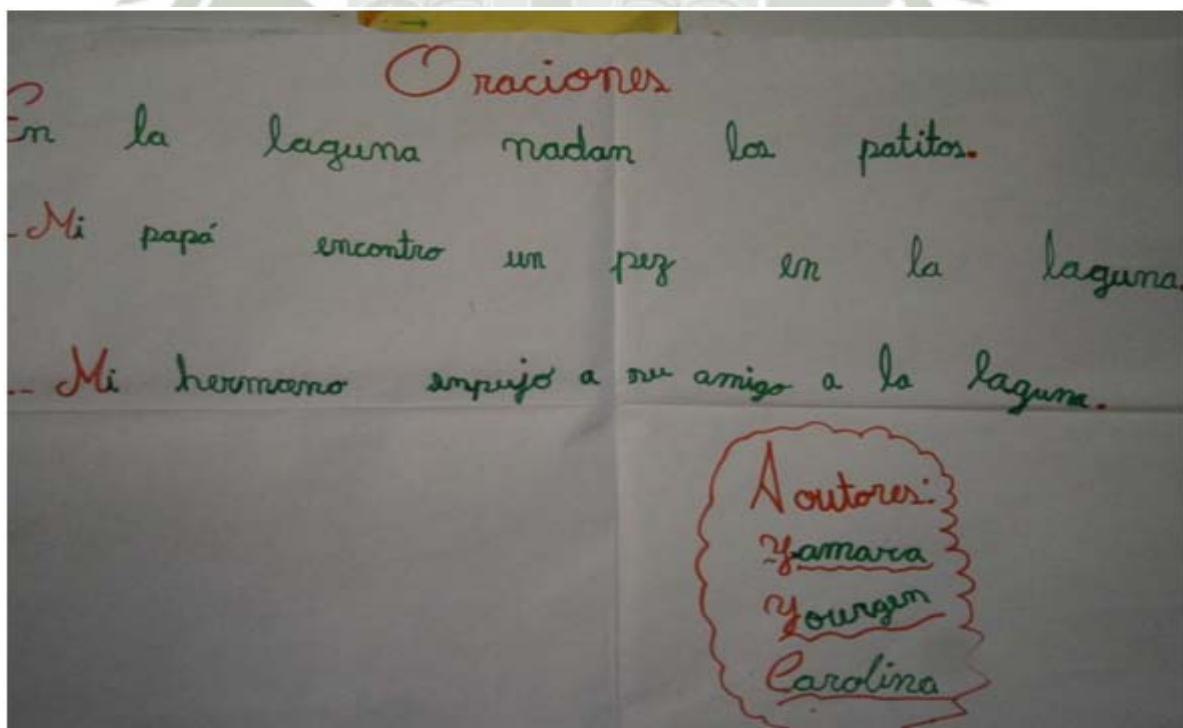 Oraciones
En la laguna nadan los patitos.
- Mi papá encontro un pez en la laguna.
-- Mi hermano empujó a su amigo a la laguna.
Aoutores:
Yamara
Yourgen
Carolina